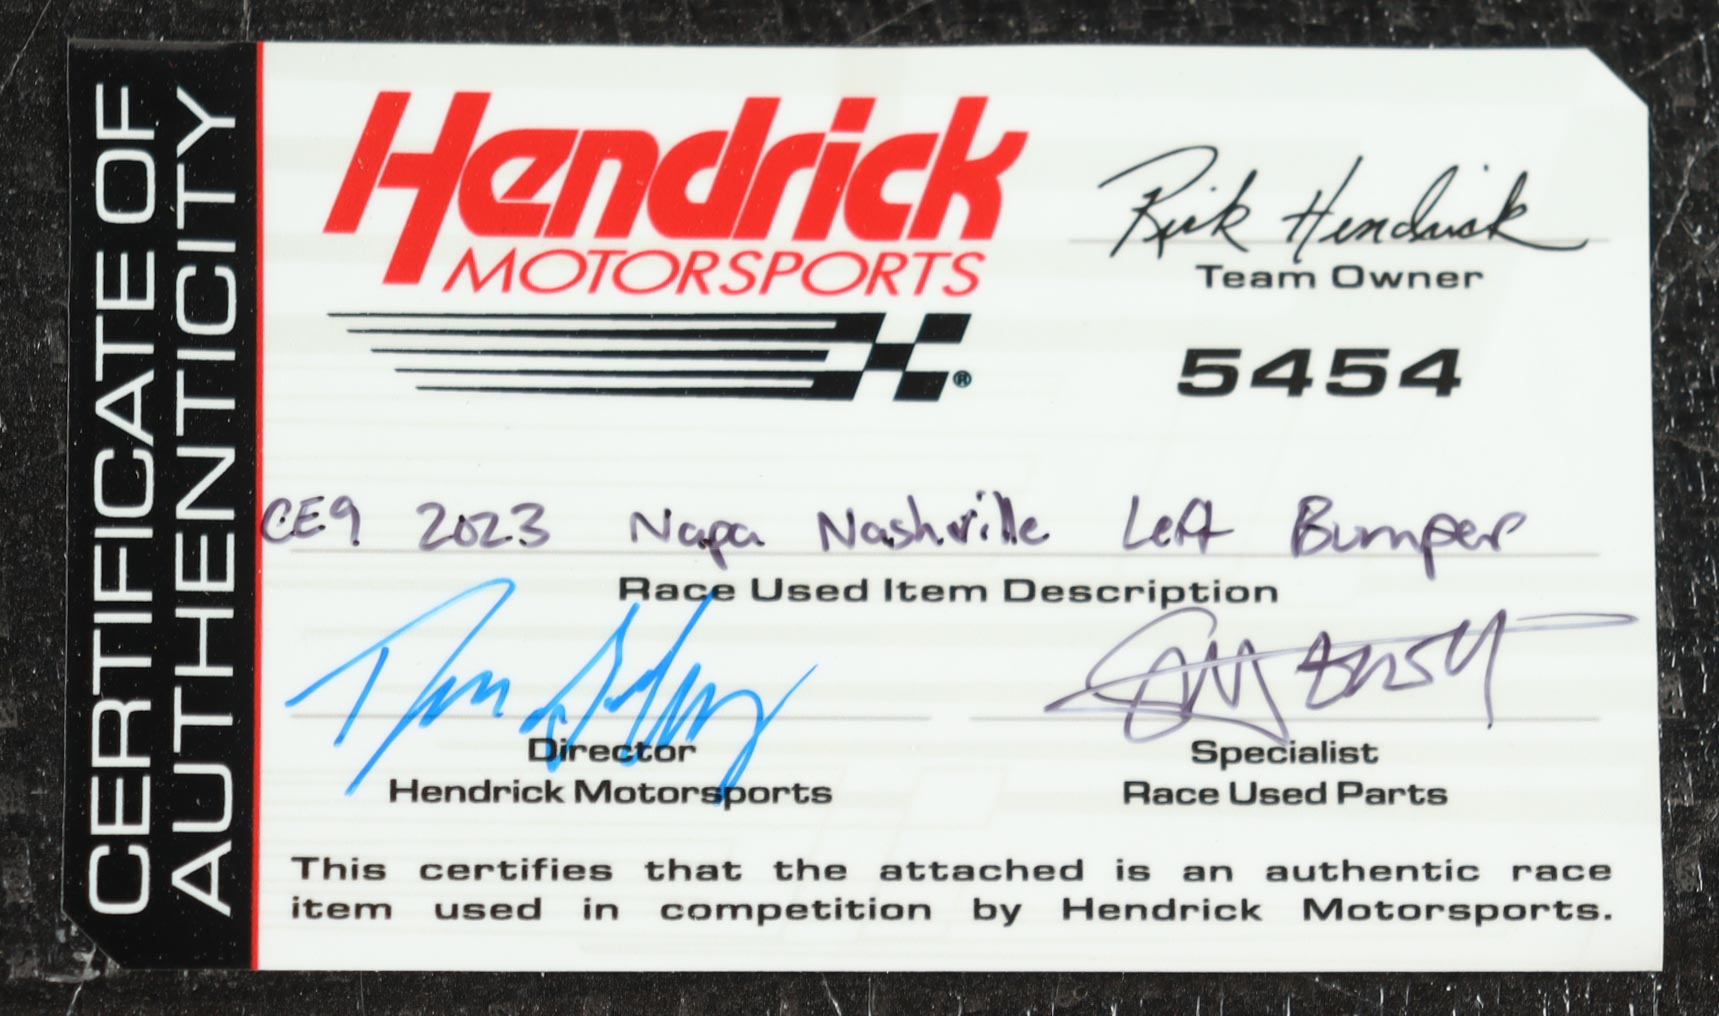 CERTIFICATE OF
AUTHENTICITY
Hendrick
MOTORSPORTS
®
Rick Hendrick
Team Owner
5454
CE9 2023 Napa Nashville Left Bumper
Race Used Item Description
Director
Hendrick Motorsports
Specialist
Race Used Parts
This certifies that the attached is an authentic race
item used in competition by Hendrick Motorsports.